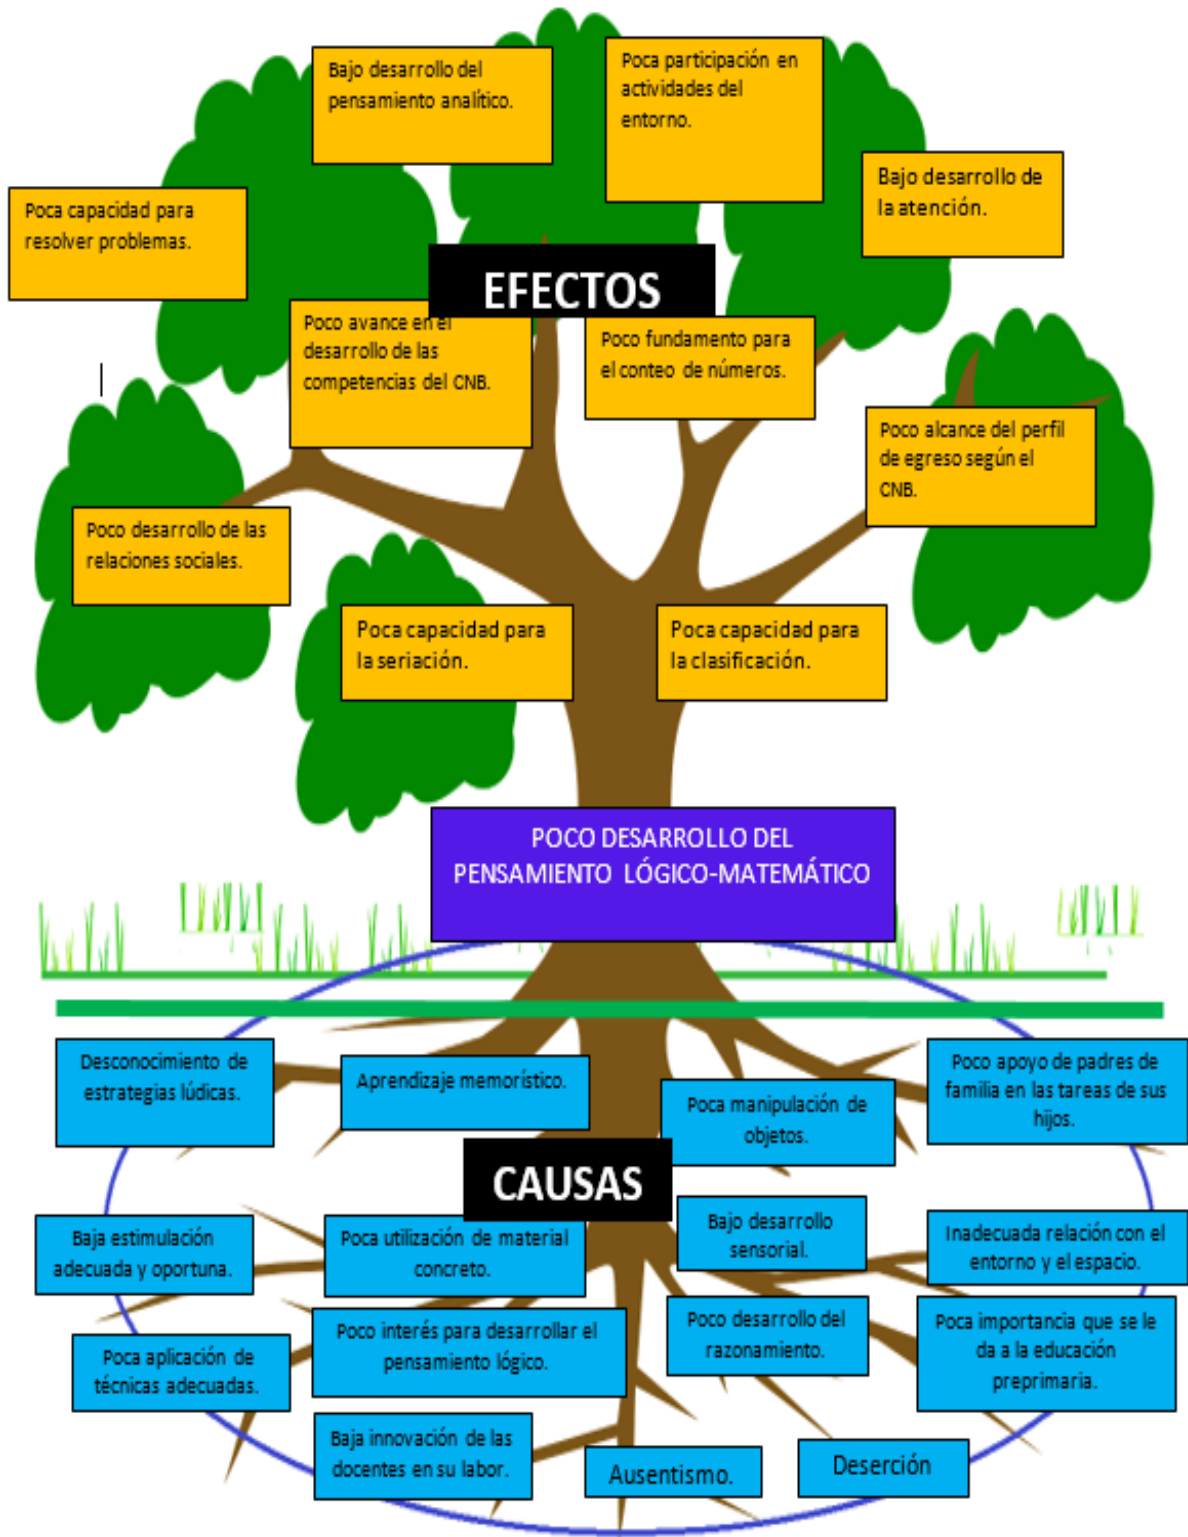 Bajo desarrollo del
pensamiento analítico.
Poca participación en
actividades del
entorno.
Bajo desarrollo de
la atención.
Poca capacidad para
resolver problemas.
EFECTOS
Poco avance en el
desarrollo de las
competencias del CNB.
Poco fundamento para
el conteo de números.
Poco alcance del perfil
de egreso según el
CNB.
Poco desarrollo de las
relaciones sociales.
Poca capacidad para
la seriación.
Poca capacidad para
la clasificación.
POCO DESARROLLO DEL
PENSAMIENTO LÓGICO-MATEMÁTICO
Desconocimiento de
estrategias lúdicas.
Aprendizaje memorístico.
Poca manipulación de
objetos.
Poco apoyo de padres de
familia en las tareas de sus
hijos.
CAUSAS
Baja estimulación
adecuada y oportuna.
Poca utilización de material
concreto.
Bajo desarrollo
sensorial.
Inadecuada relación con el
entorno y el espacio.
Poca aplicación de
técnicas adecuadas.
Poco interés para desarrollar el
pensamiento lógico.
Poco desarrollo del
razonamiento.
Poca importancia que se le
da a la educación
preprimaria.
Baja innovación de las
docentes en su labor.
Ausentismo.
Deserción